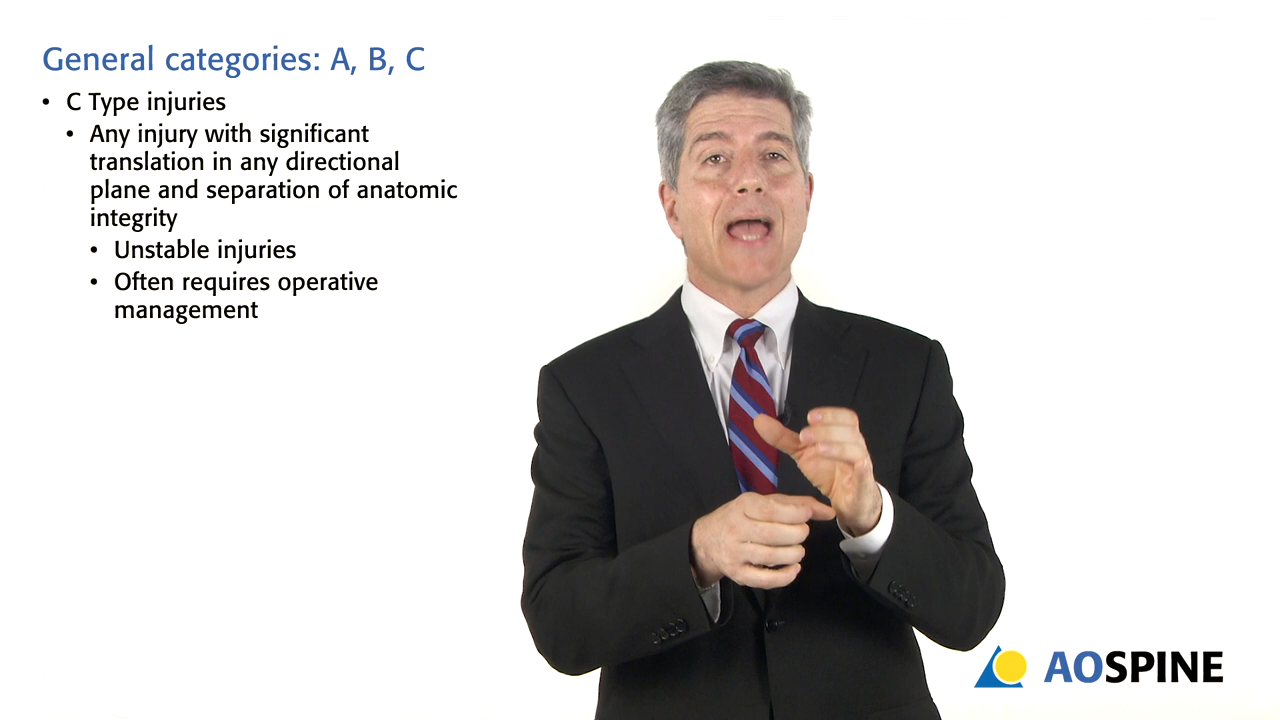 General categories: A, B, C
• C Type injuries
• Any injury with significant
translation in any directional
plane and separation of anatomic
integrity
• Unstable injuries
• Often requires operative
management
AOSPINE